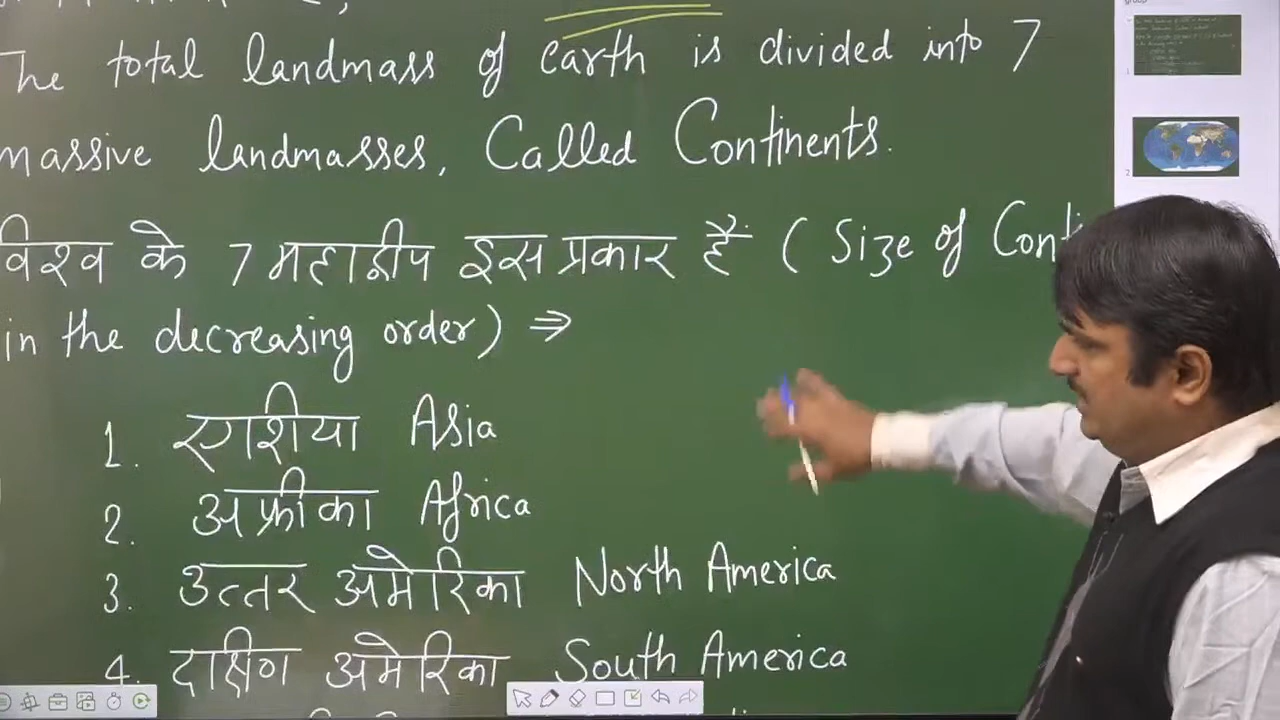 The total landmass of earth is divided into 7
massive landmasses, Called Continents.
विश्व के 7 महाद्वीप इस प्रकार हैं (Size of
in the decreasing order) ⇒
1. एशिया Asia
2. अफ्रीका Africa
3. उत्तर अमेरिका North America
4. दक्षिण अमेरिका South America